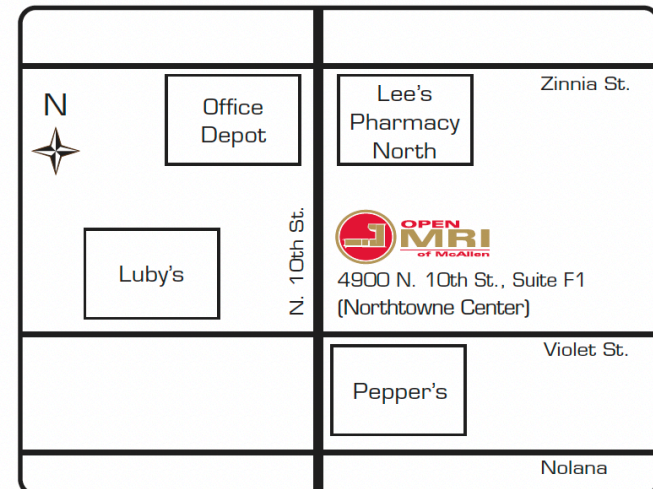 Zinnia St.
N
Office
Depot
Lee's
Pharmacy
North
N. 10th St.
OPEN
MRI
of McAllen
Luby's
4900 N. 10th St., Suite F1
(Northtowne Center)
Violet St.
Pepper's
Nolana